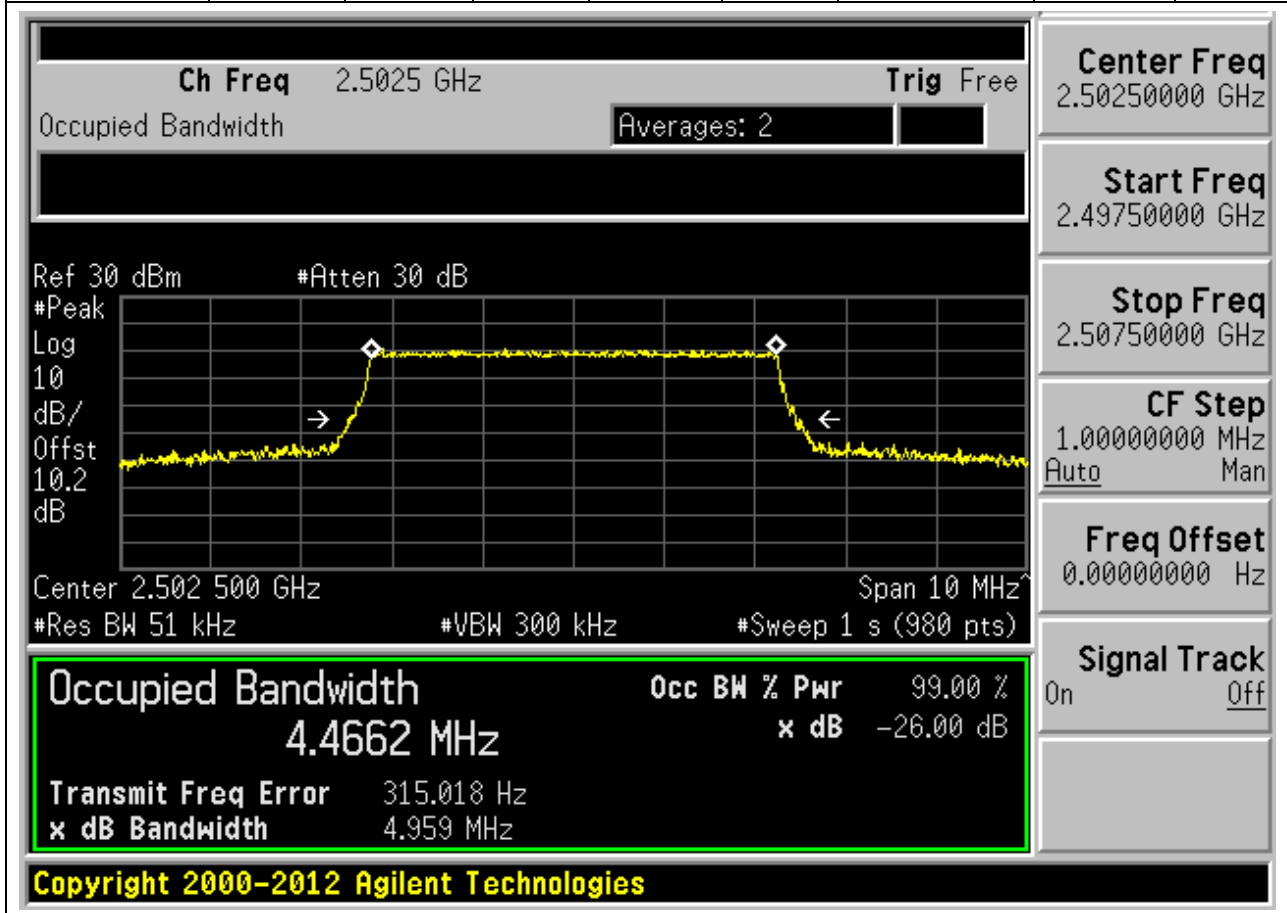 Ch Freq 2.5025 GHz Trig Free
Occupied Bandwidth Averages: 2
Ref 30 dBm #Atten 30 dB
#Peak
Log
10
dB/
Offst
10.2
dB
Center 2.502 500 GHz Span 10 MHz^
#Res BW 51 kHz #VBW 300 kHz #Sweep 1 s (980 pts)
Occupied Bandwidth Occ BW % Pwr 99.00 %
4.4662 MHz x dB -26.00 dB
Transmit Freq Error 315.018 Hz
x dB Bandwidth 4.959 MHz
Copyright 2000-2012 Agilent Technologies
Center Freq
2.50250000 GHz
Start Freq
2.49750000 GHz
Stop Freq
2.50750000 GHz
CF Step
1.00000000 MHz
Auto Man
Freq Offset
0.00000000 Hz
Signal Track
On Off